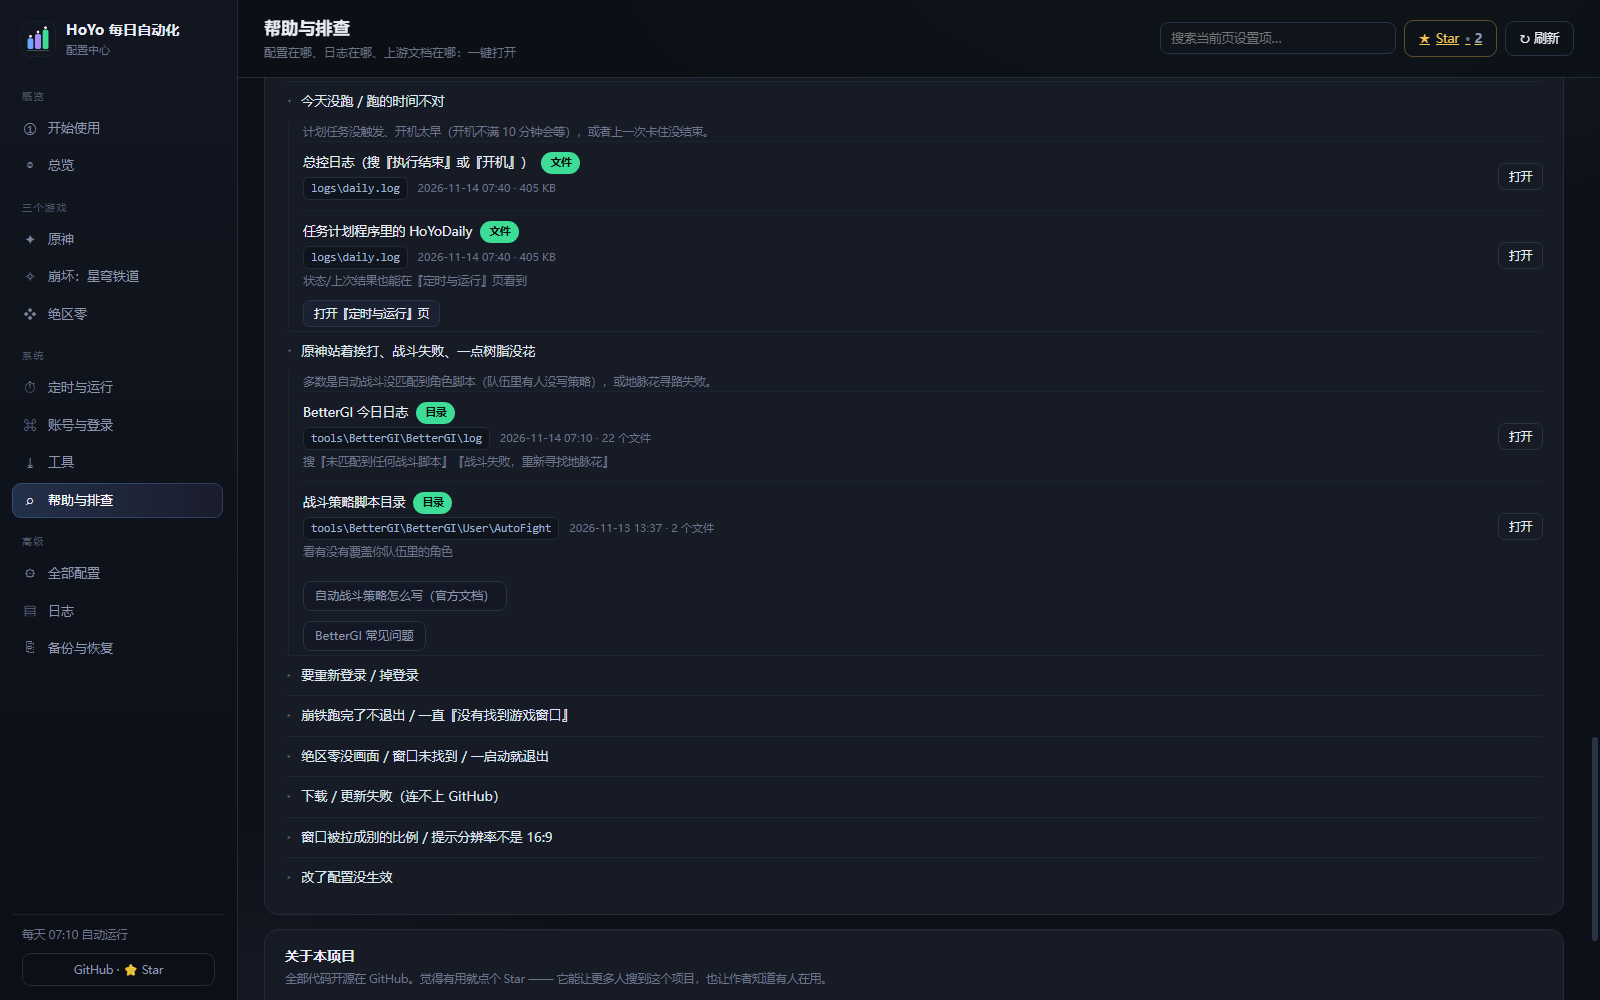 HoYo 每日自动化
配置中心
概览
① 开始使用
总览
三个游戏
原神
崩坏：星穹铁道
绝区零
系统
定时与运行
账号与登录
工具
帮助与排查
高级
全部配置
日志
备份与恢复
每天 07:10 自动运行
GitHub · ⭐ Star
帮助与排查
配置在哪、日志在哪、上游文档在哪：一键打开
搜索当前页设置项...
★ Star · 2
↻ 刷新
今天没跑 / 跑的时间不对
计划任务没触发、开机太早（开机不满 10 分钟会等），或者上一次卡住没结束。
总控日志（搜『执行结束』或『开机』） 文件
logs\daily.log 2026-11-14 07:40 · 405 KB
打开
任务计划程序里的 HoYoDaily 文件
logs\daily.log 2026-11-14 07:40 · 405 KB
状态/上次结果也能在『定时与运行』页看到
打开
打开『定时与运行』页
原神站着挨打、战斗失败、一点树脂没花
多数是自动战斗没匹配到角色脚本（队伍里有人没写策略），或地脉花寻路失败。
BetterGI 今日日志 目录
tools\BetterGI\BetterGI\log 2026-11-14 07:10 · 22 个文件
搜『未匹配到任何战斗脚本』『战斗失败，重新寻找地脉花』
打开
战斗策略脚本目录 目录
tools\BetterGI\BetterGI\User\AutoFight 2026-11-13 13:37 · 2 个文件
看有没有覆盖你队伍里的角色
打开
自动战斗策略怎么写（官方文档）
BetterGI 常见问题
要重新登录 / 掉登录
崩铁跑完了不退出 / 一直『没有找到游戏窗口』
绝区零没画面 / 窗口未找到 / 一启动就退出
下载 / 更新失败（连不上 GitHub）
窗口被拉成别的比例 / 提示分辨率不是 16:9
改了配置没生效
关于本项目
全部代码开源在 GitHub。觉得有用就点个 Star —— 它能让更多人搜到这个项目，也让作者知道有人在用。